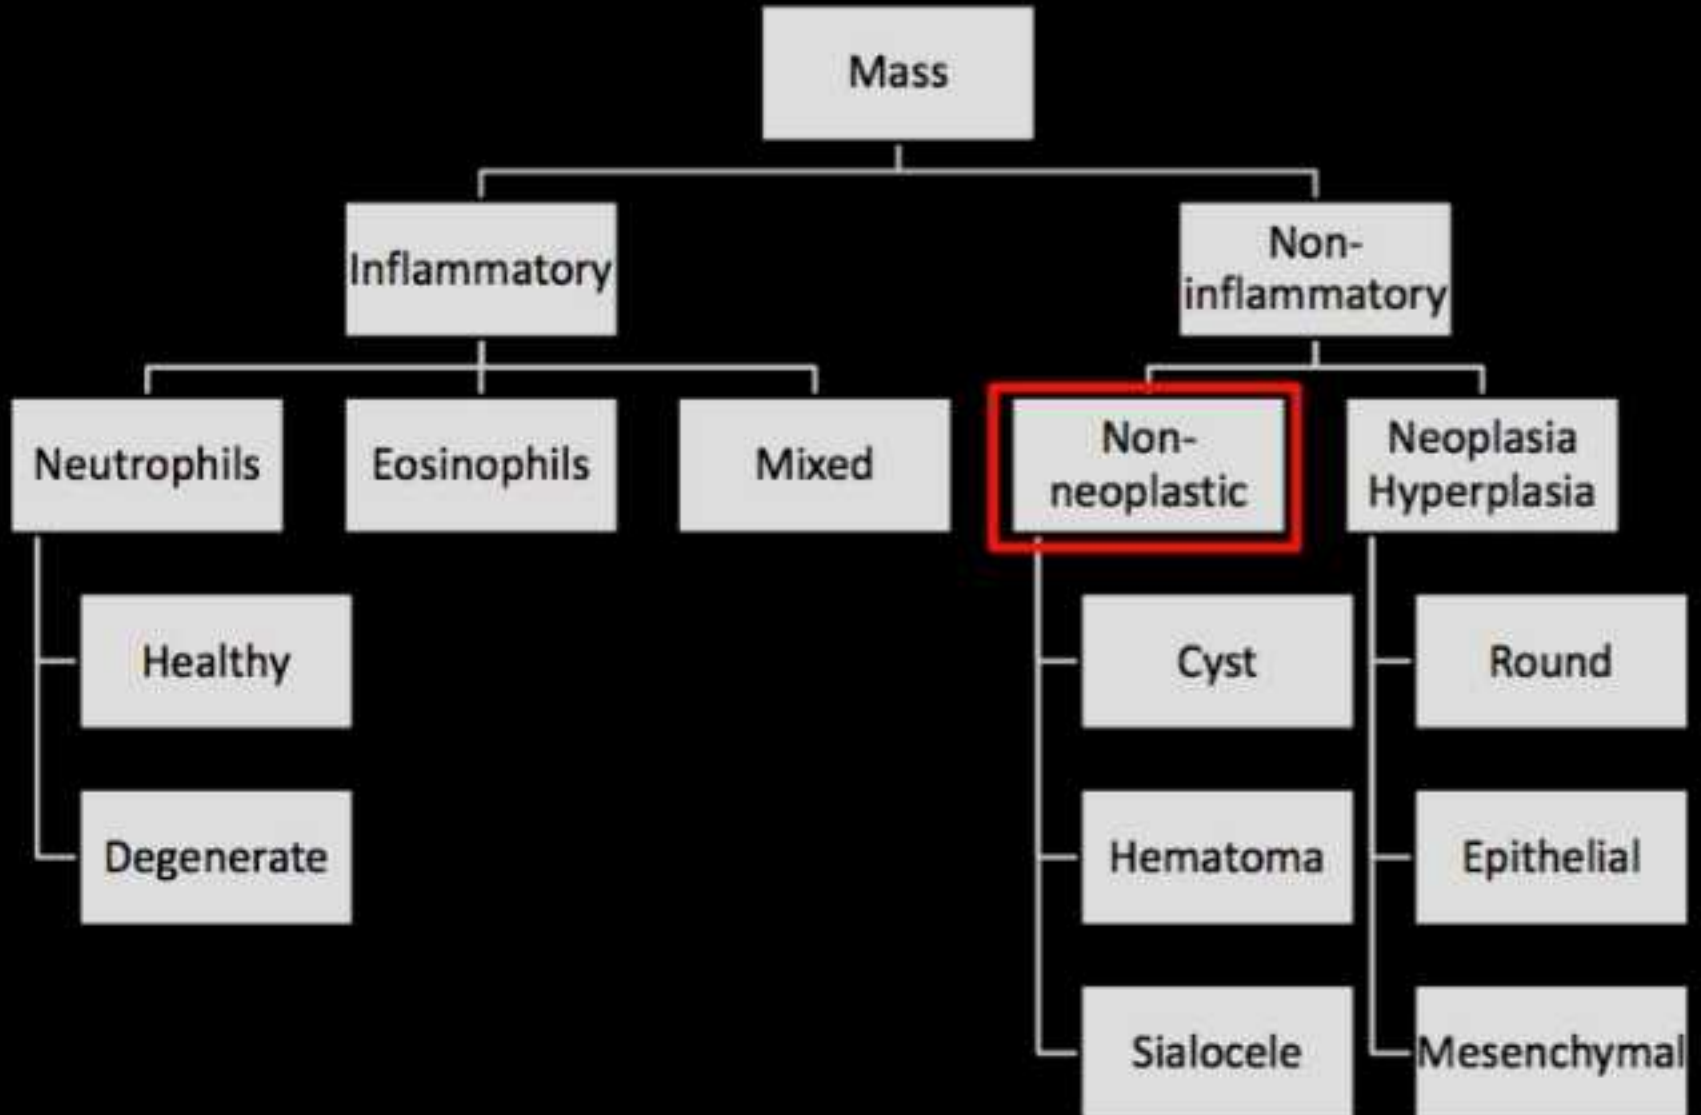 Mass
Inflammatory
Non-
inflammatory
Neutrophils
Eosinophils
Mixed
Non-
neoplastic
Neoplasia
Hyperplasia
Healthy
Cyst
Round
Degenerate
Hematoma
Epithelial
Sialocele
Mesenchymal